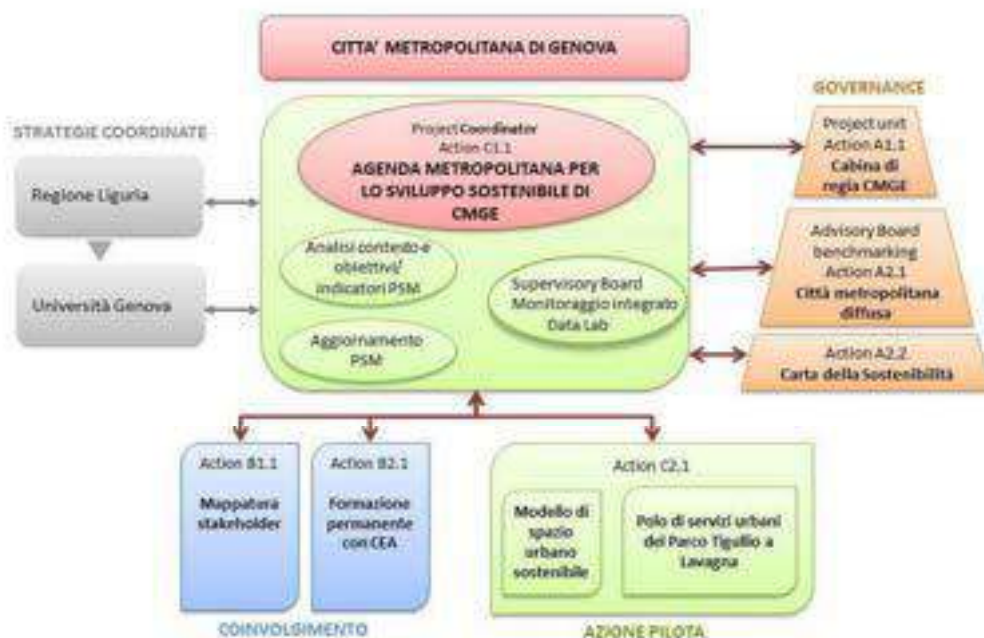 CITTA' METROPOLITANA DI GENOVA
STRATEGIE COORDINATE
Regione Liguria
Università Genova
Project Coordinator
Action C1.1
AGENDA METROPOLITANA PER
LO SVILUPPO SOSTENIBILE DI
CMGE
Analisi contesto e
obiettivi/
indicatori PSM
Aggiornamento
PSM
Supervisory Board
Monitoraggio integrato
Data Lab
GOVERNANCE
Project unit
Action A1.1
Cabina di
regia CMGE
Advisory Board
benchmarking
Action A2.1
Città metropolitana
diffusa
Action A2.2
Carta della Sostenibilità
Action B1.1
Mappatura
stakeholder
Action B2.1
Formazione
permanente
con CEA
COINVOLGIMENTO
Action C2.1
Modello di
spazio
urbano
sostenibile
Polo di servizi urbani
del Parco Tigullio a
Lavagna
AZIONE PILOTA